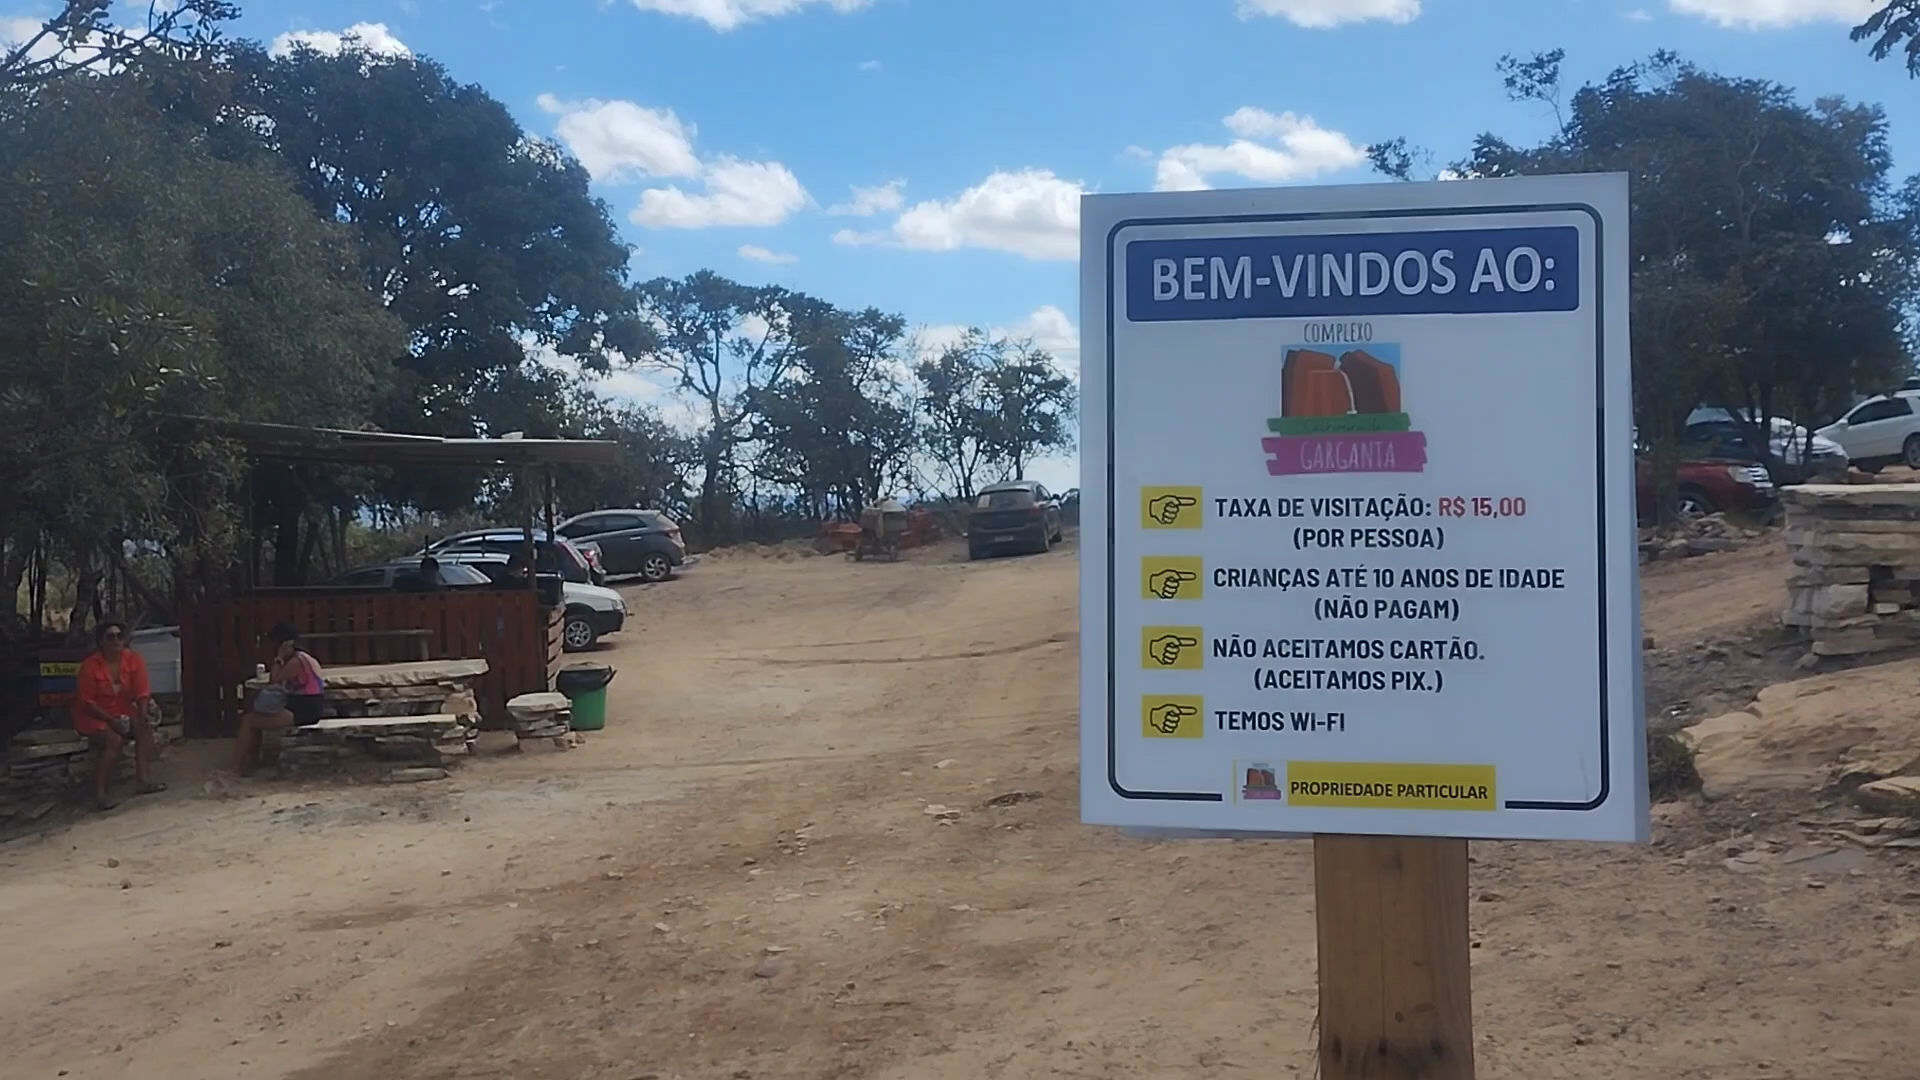 BEM-VINDOS AO:
COMPLEXO
GARGANTA
TAXA DE VISITAÇÃO: R$ 15,00
(POR PESSOA)
CRIANÇAS ATÉ 10 ANOS DE IDADE
(NÃO PAGAM)
NÃO ACEITAMOS CARTÃO.
(ACEITAMOS PIX.)
TEMOS WI-FI
PROPRIEDADE PARTICULAR